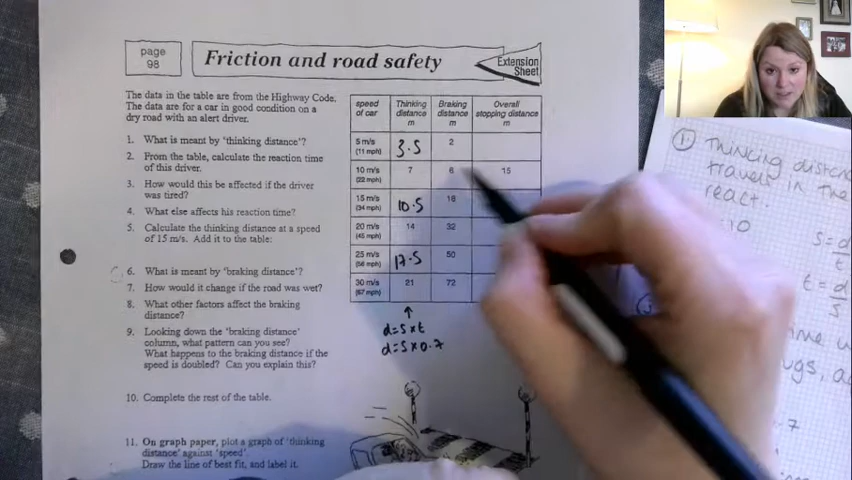 page
98
Friction and road safety
Extension
Sheet
The data in the table are from the Highway Code.
The data are for a car in good condition on a
dry road with an alert driver.
1. What is meant by 'thinking distance'?
2. From the table, calculate the reaction time
of this driver.
3. How would this be affected if the driver
was tired?
4. What else affects his reaction time?
5. Calculate the thinking distance at a speed
of 15 m/s. Add it to the table:
6. What is meant by 'braking distance'?
7. How would it change if the road was wet?
8. What other factors affect the braking
distance?
9. Looking down the 'braking distance'
column, what pattern can you see?
What happens to the braking distance if the
speed is doubled? Can you explain this?
10. Complete the rest of the table.
11. On graph paper, plot a graph of 'thinking
distance' against 'speed'.
Draw the line of best fit, and label it.
speed of car Thinking distance m Braking distance m Overall stopping distance m
5 m/s (11 mph) 3.5 2
10 m/s (22 mph) 7 6 15
15 m/s (34 mph) 10.5 18
20 m/s (45 mph) 14 32
25 m/s (56 mph) 17.5 50
30 m/s (67 mph) 21 72
d=s×t
d=s×0.7
① Thinking distance
travels in the
react.
10
s=d/t
t=d/s